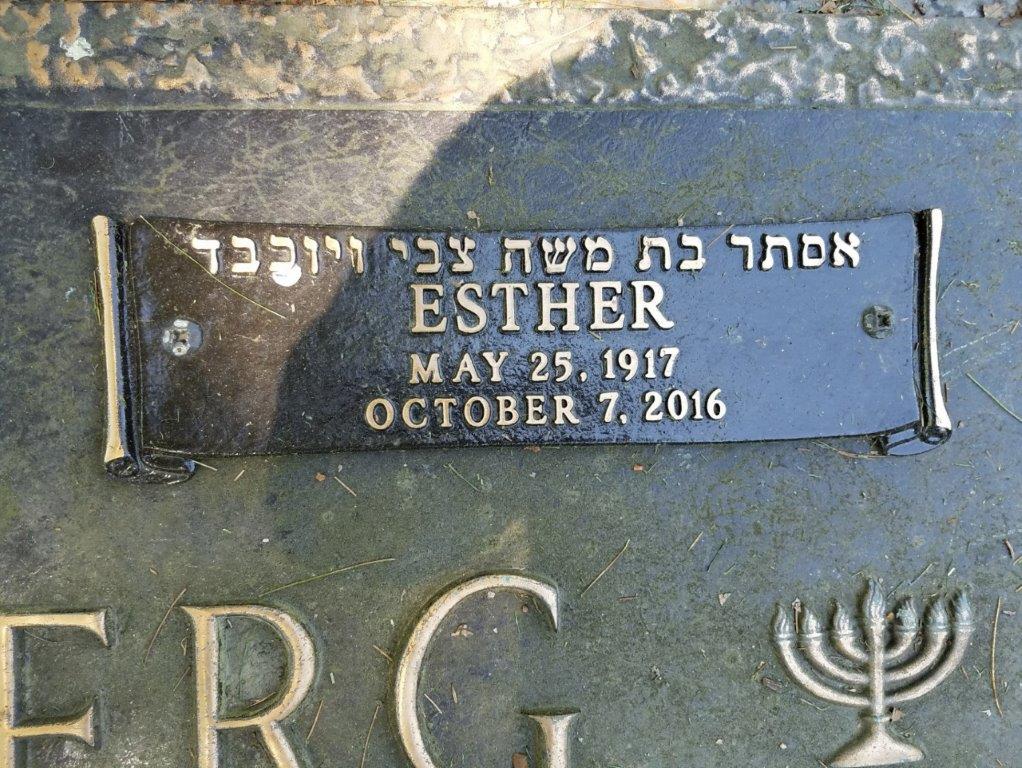 אסתר בת משה צבי ויוכבד
ESTHER
MAY 25, 1917
OCTOBER 7, 2016
ERG